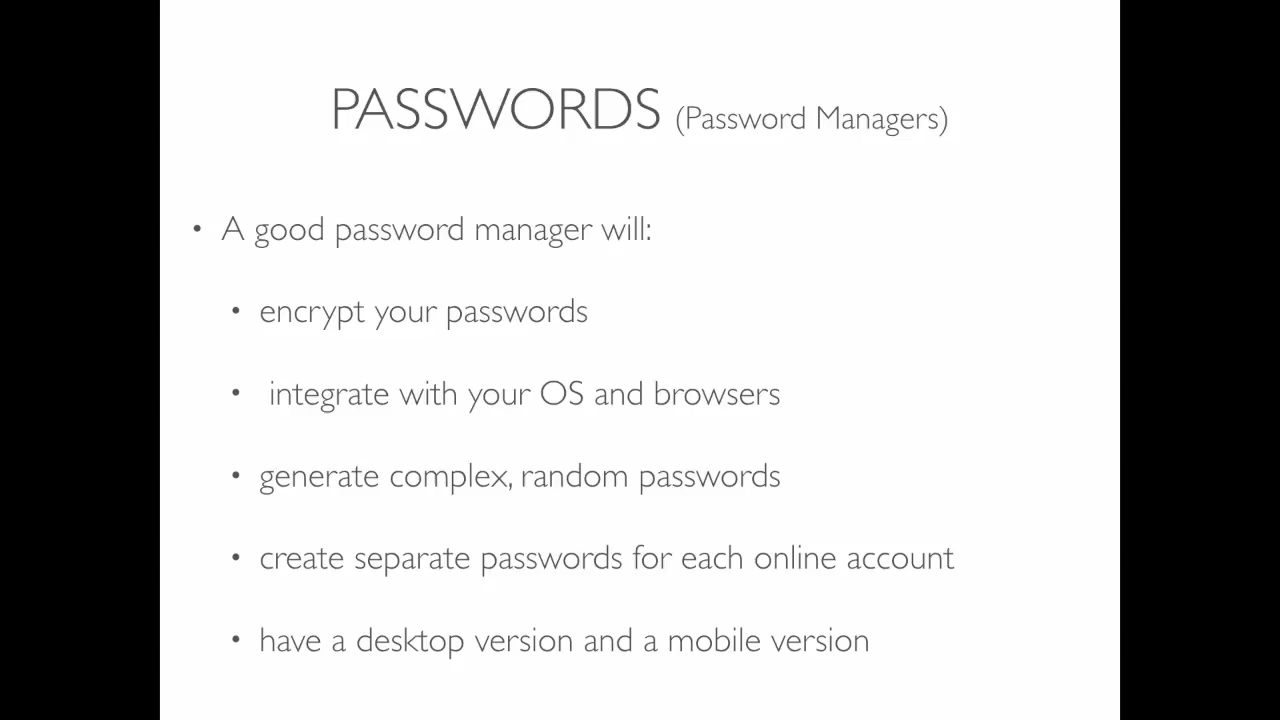 PASSWORDS (Password Managers)
• A good password manager will:
• encrypt your passwords
• integrate with your OS and browsers
• generate complex, random passwords
• create separate passwords for each online account
• have a desktop version and a mobile version